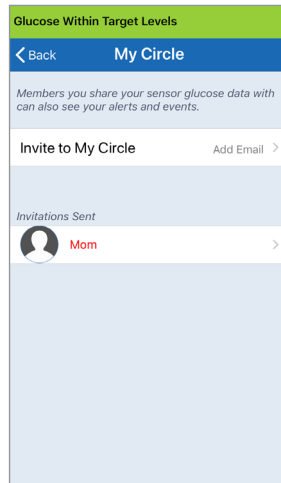 Glucose Within Target Levels
Back My Circle
Members you share your sensor glucose data with
can also see your alerts and events.
Invite to My Circle Add Email
Invitations Sent
Mom